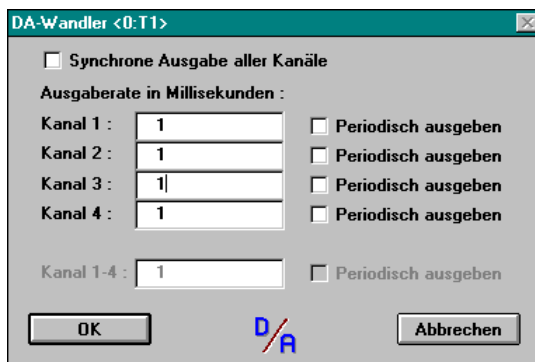 DA-Wandler <0:T1>
Synchrone Ausgabe aller Kanäle
Ausgaberate in Millisekunden :
Kanal 1 : 1 Periodisch ausgeben
Kanal 2 : 1 Periodisch ausgeben
Kanal 3 : 1 Periodisch ausgeben
Kanal 4 : 1 Periodisch ausgeben
Kanal 1-4 : 1 Periodisch ausgeben
OK D/A Abbrechen